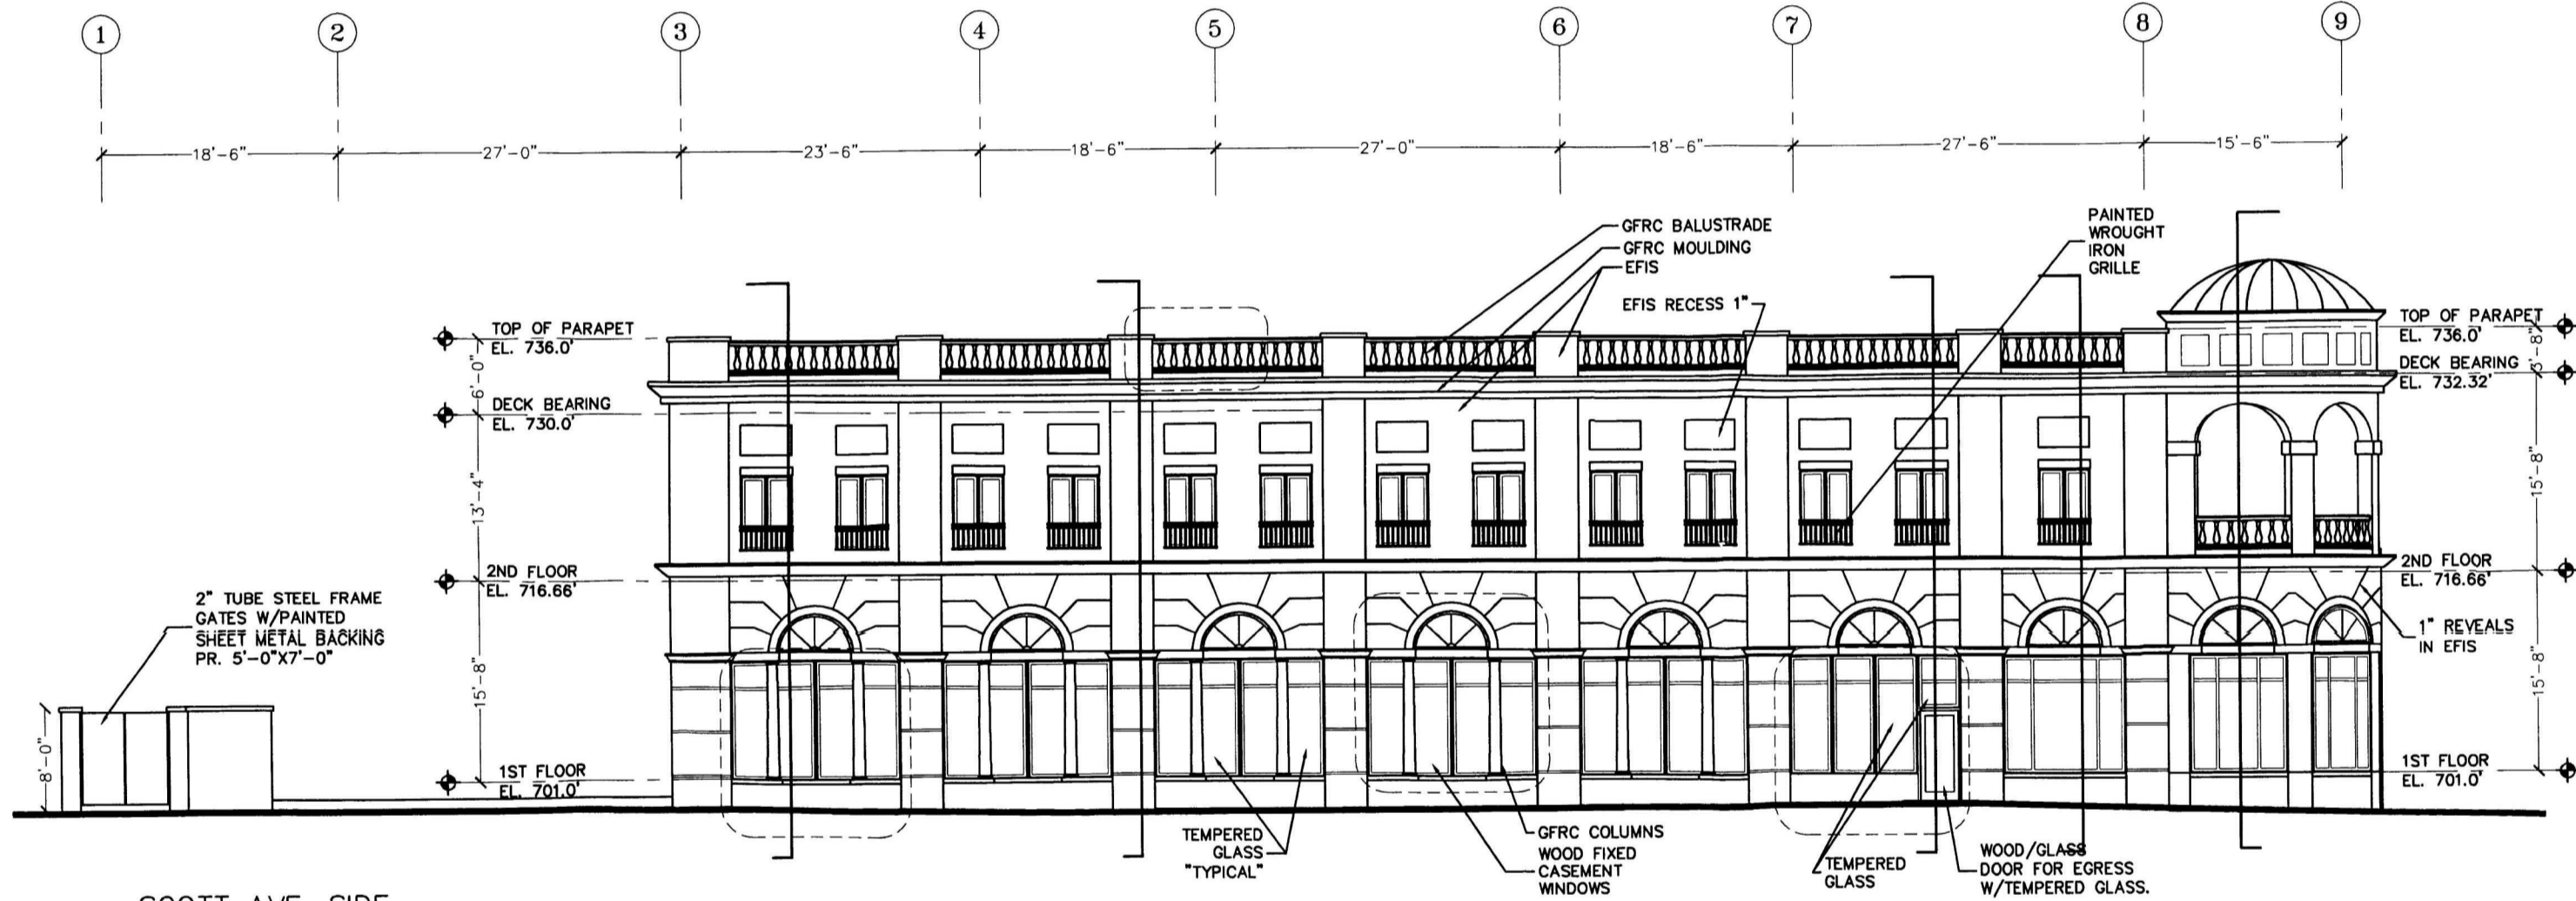 1 2 3 4 5 6 7 8 9
18'-6" 27'-0" 23'-6" 18'-6" 27'-0" 18'-6" 27'-6" 15'-6"
GFRC BALUSTRADE
GFRC MOULDING
EFIS
EFIS RECESS 1"
PAINTED
WROUGHT
IRON
GRILLE
TOP OF PARAPET
EL. 736.0'
6'-0"
DECK BEARING
EL. 730.0'
13'-4"
2ND FLOOR
EL. 716.66'
15'-8"
1ST FLOOR
EL. 701.0'
TOP OF PARAPET
EL. 736.0'
3'-8"
DECK BEARING
EL. 732.32'
15'-8"
2ND FLOOR
EL. 716.66'
1" REVEALS
IN EFIS
15'-8"
1ST FLOOR
EL. 701.0'
2" TUBE STEEL FRAME
GATES W/PAINTED
SHEET METAL BACKING
PR. 5'-0"X7'-0"
8'-0"
TEMPERED
GLASS
"TYPICAL"
GFRC COLUMNS
WOOD FIXED
CASEMENT
WINDOWS
TEMPERED
GLASS
WOOD/GLASS
DOOR FOR EGRESS
W/TEMPERED GLASS.
SCOTT AVE. SIDE